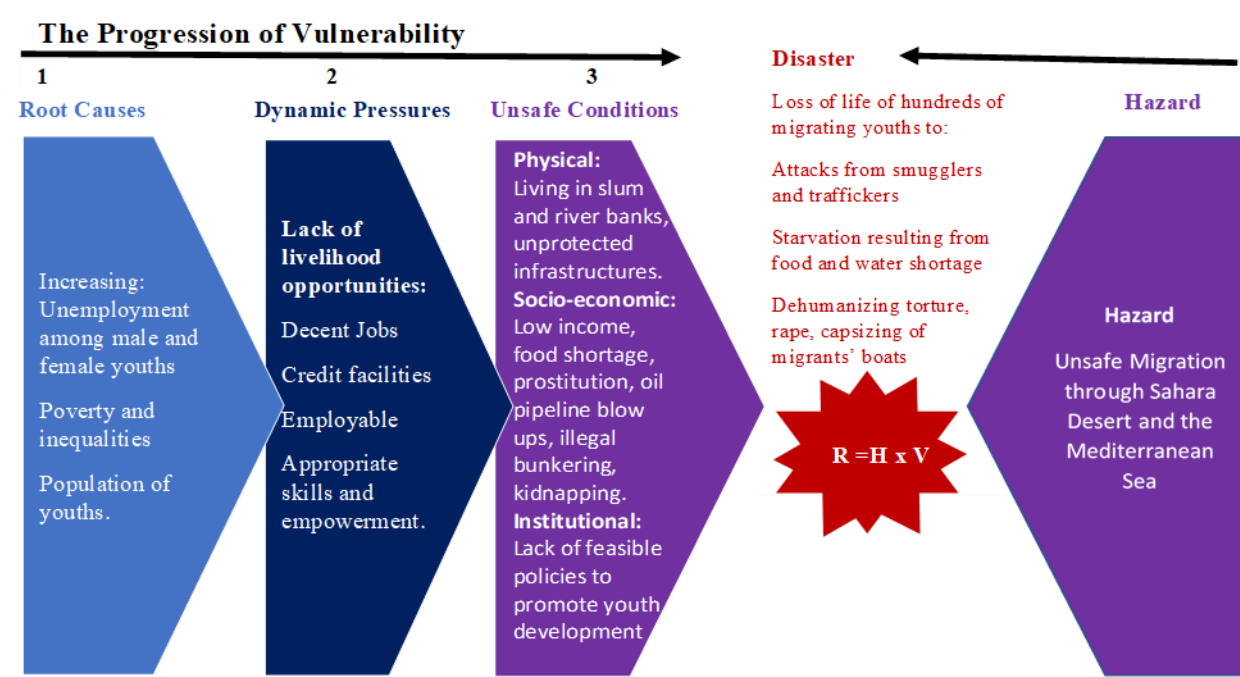 The Progression of Vulnerability
1
Root Causes
Increasing:
Unemployment
among male and
female youths
Poverty and
inequalities
Population of
youths.
2
Dynamic Pressures
Lack of
livelihood
opportunities:
Decent Jobs
Credit facilities
Employable
Appropriate
skills and
empowerment.
3
Unsafe Conditions
Physical:
Living in slum
and river banks,
unprotected
infrastructures.
Socio-economic:
Low income,
food shortage,
prostitution, oil
pipeline blow
ups, illegal
bunkering,
kidnapping.
Institutional:
Lack of feasible
policies to
promote youth
development
Disaster
Loss of life of hundreds of
migrating youths to:
Attacks from smugglers
and traffickers
Starvation resulting from
food and water shortage
Dehumanizing torture,
rape, capsizing of
migrants’ boats
R =H x V
Hazard
Hazard
Unsafe Migration
through Sahara
Desert and the
Mediterranean
Sea